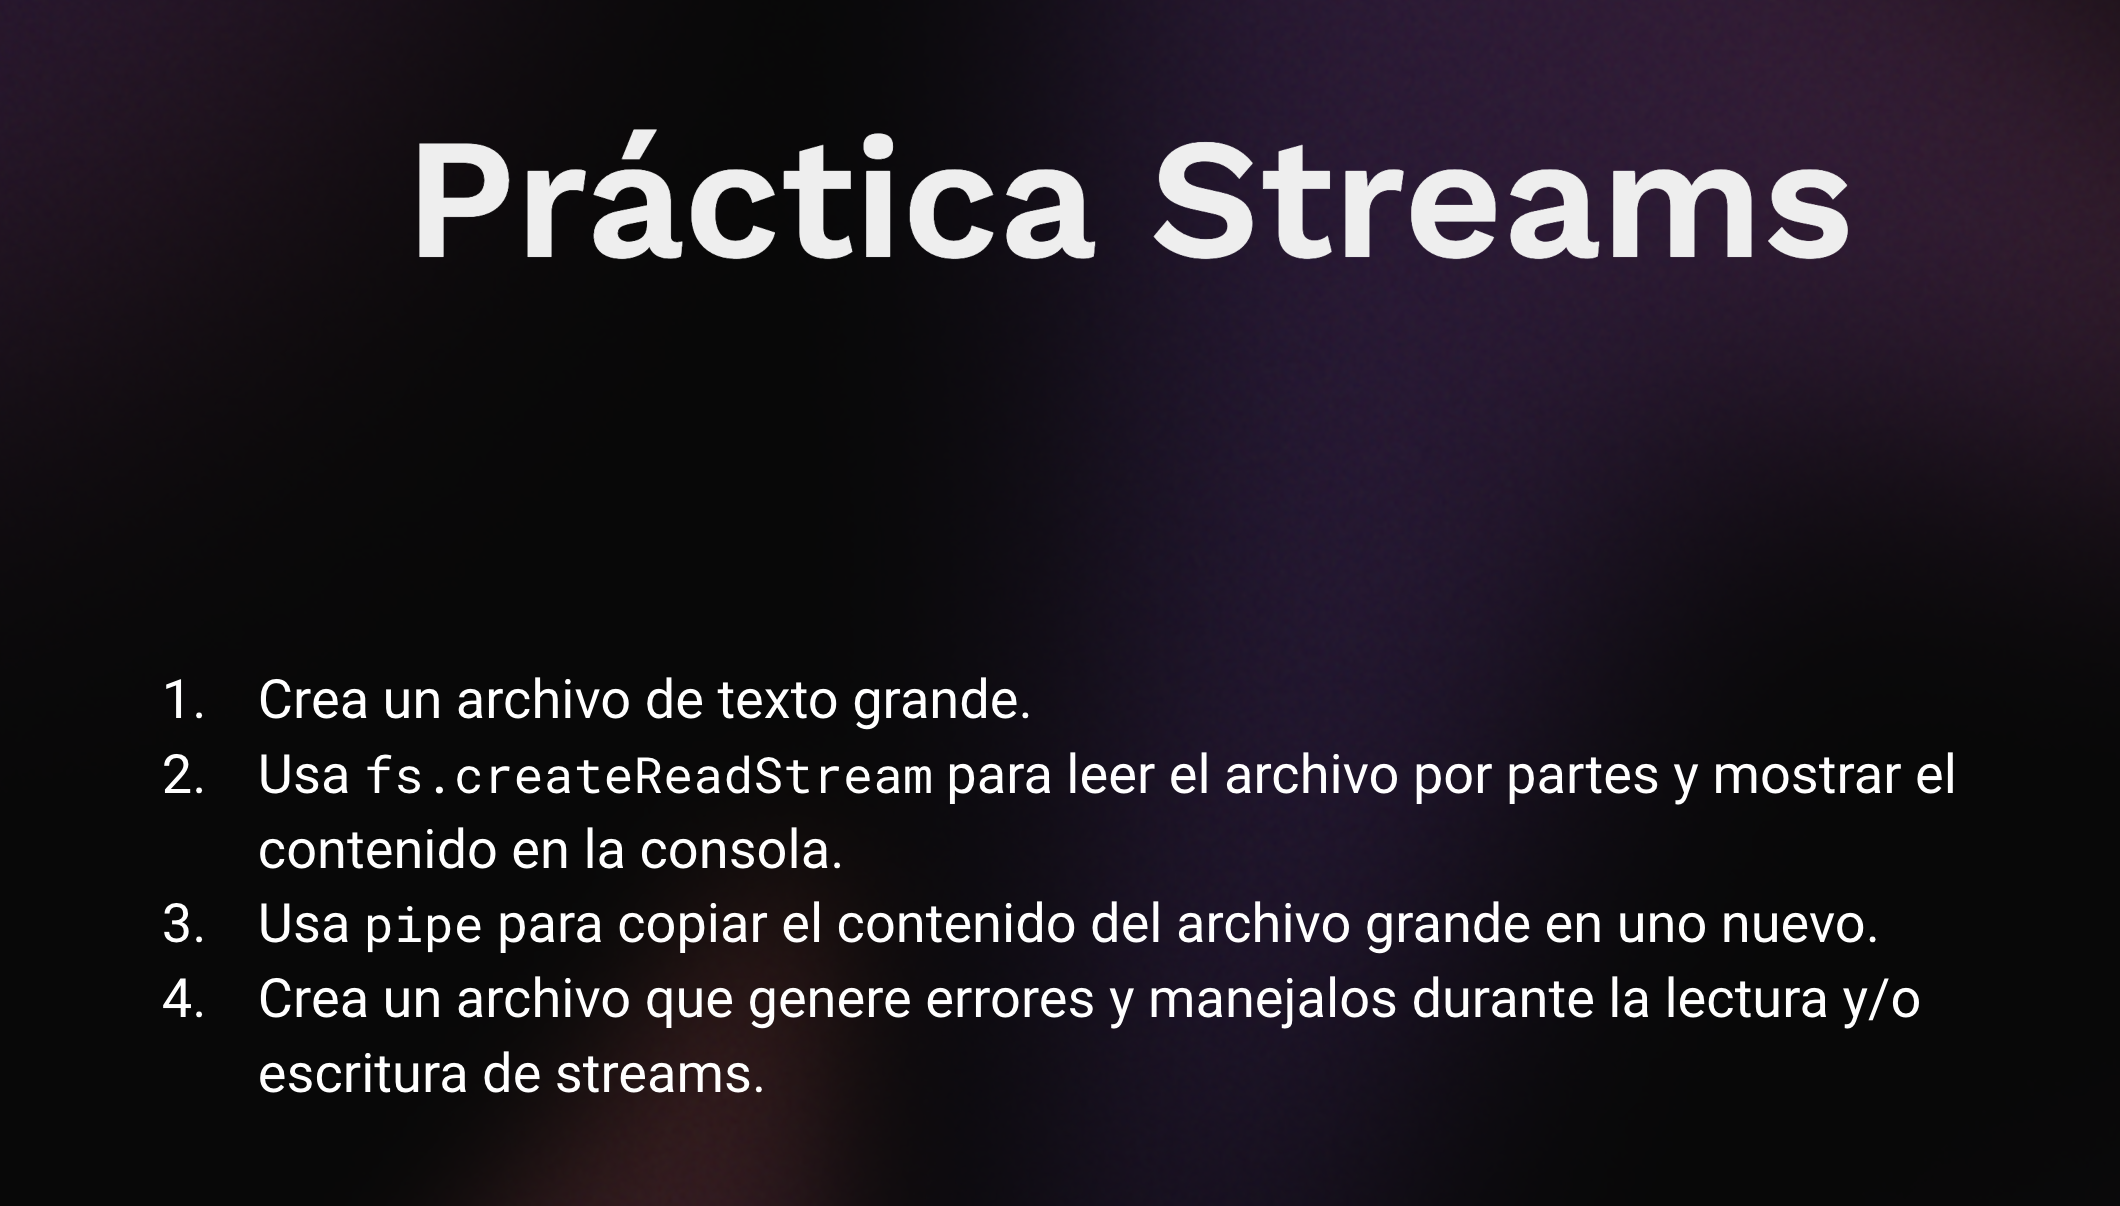 Práctica Streams
1. Crea un archivo de texto grande.
2. Usa fs.createReadStream para leer el archivo por partes y mostrar el
contenido en la consola.
3. Usa pipe para copiar el contenido del archivo grande en uno nuevo.
4. Crea un archivo que genere errores y manejalos durante la lectura y/o
escritura de streams.